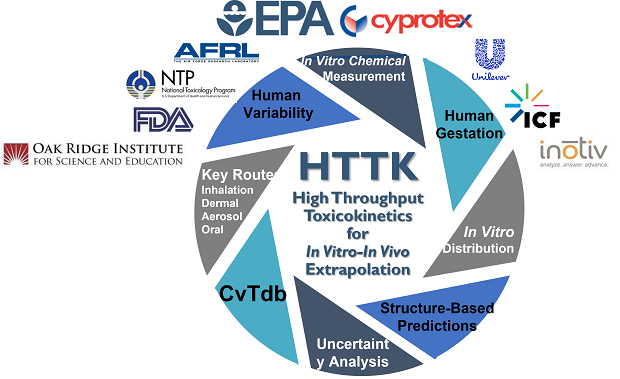 EPA
cyprotex
AFRL
THE AIR FORCE RESEARCH LABORATORY
NTP
National Toxicology Program
U.S. Department of Health and Human Services
FDA
OAK RIDGE INSTITUTE
FOR SCIENCE AND EDUCATION
Unilever
ICF
inotiv
analyze. answer. advance.
In Vitro Chemical
Measurement
Human
Gestation
In Vitro
Distribution
Structure-Based
Predictions
Uncertaint
y Analysis
CvTdb
Key Route
Inhalation
Dermal
Aerosol
Oral
Human
Variability
HTTK
High Throughput
Toxicokinetics
for
In Vitro-In Vivo
Extrapolation